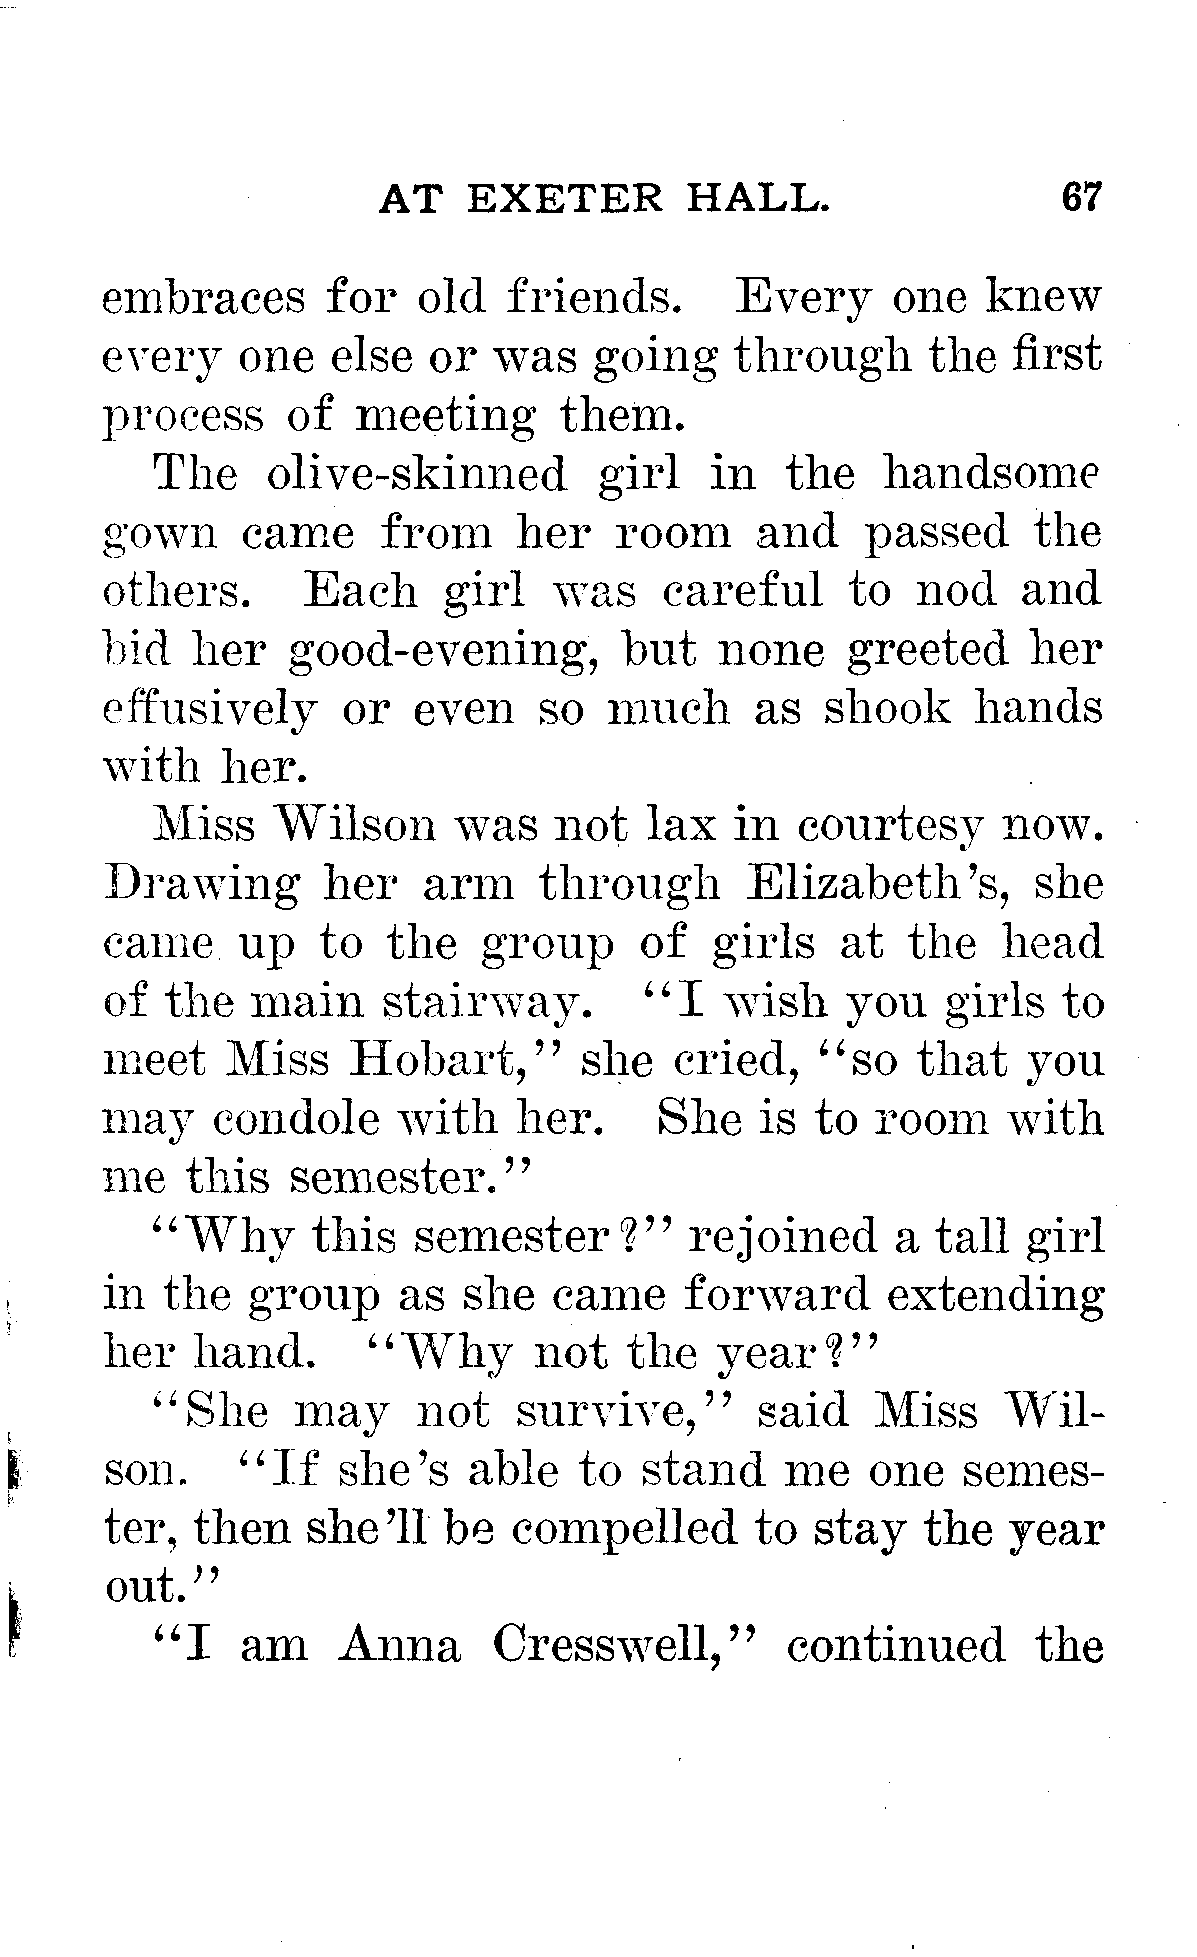 AT EXETER HALL. 67
embraces for old friends. Every one knew
every one else or was going through the first
process of meeting them.
The olive-skinned girl in the handsome
gown came from her room and passed the
others. Each girl was careful to nod and
bid her good-evening, but none greeted her
effusively or even so much as shook hands
with her.
Miss Wilson was not lax in courtesy now.
Drawing her arm through Elizabeth's, she
came up to the group of girls at the head
of the main stairway. "I wish you girls to
meet Miss Hobart," she cried, "so that you
may condole with her. She is to room with
me this semester."
"Why this semester?" rejoined a tall girl
in the group as she came forward extending
her hand. "Why not the year?"
"She may not survive," said Miss Wil-
son. "If she's able to stand me one semes-
ter, then she'll be compelled to stay the year
out."
"I am Anna Cresswell," continued the